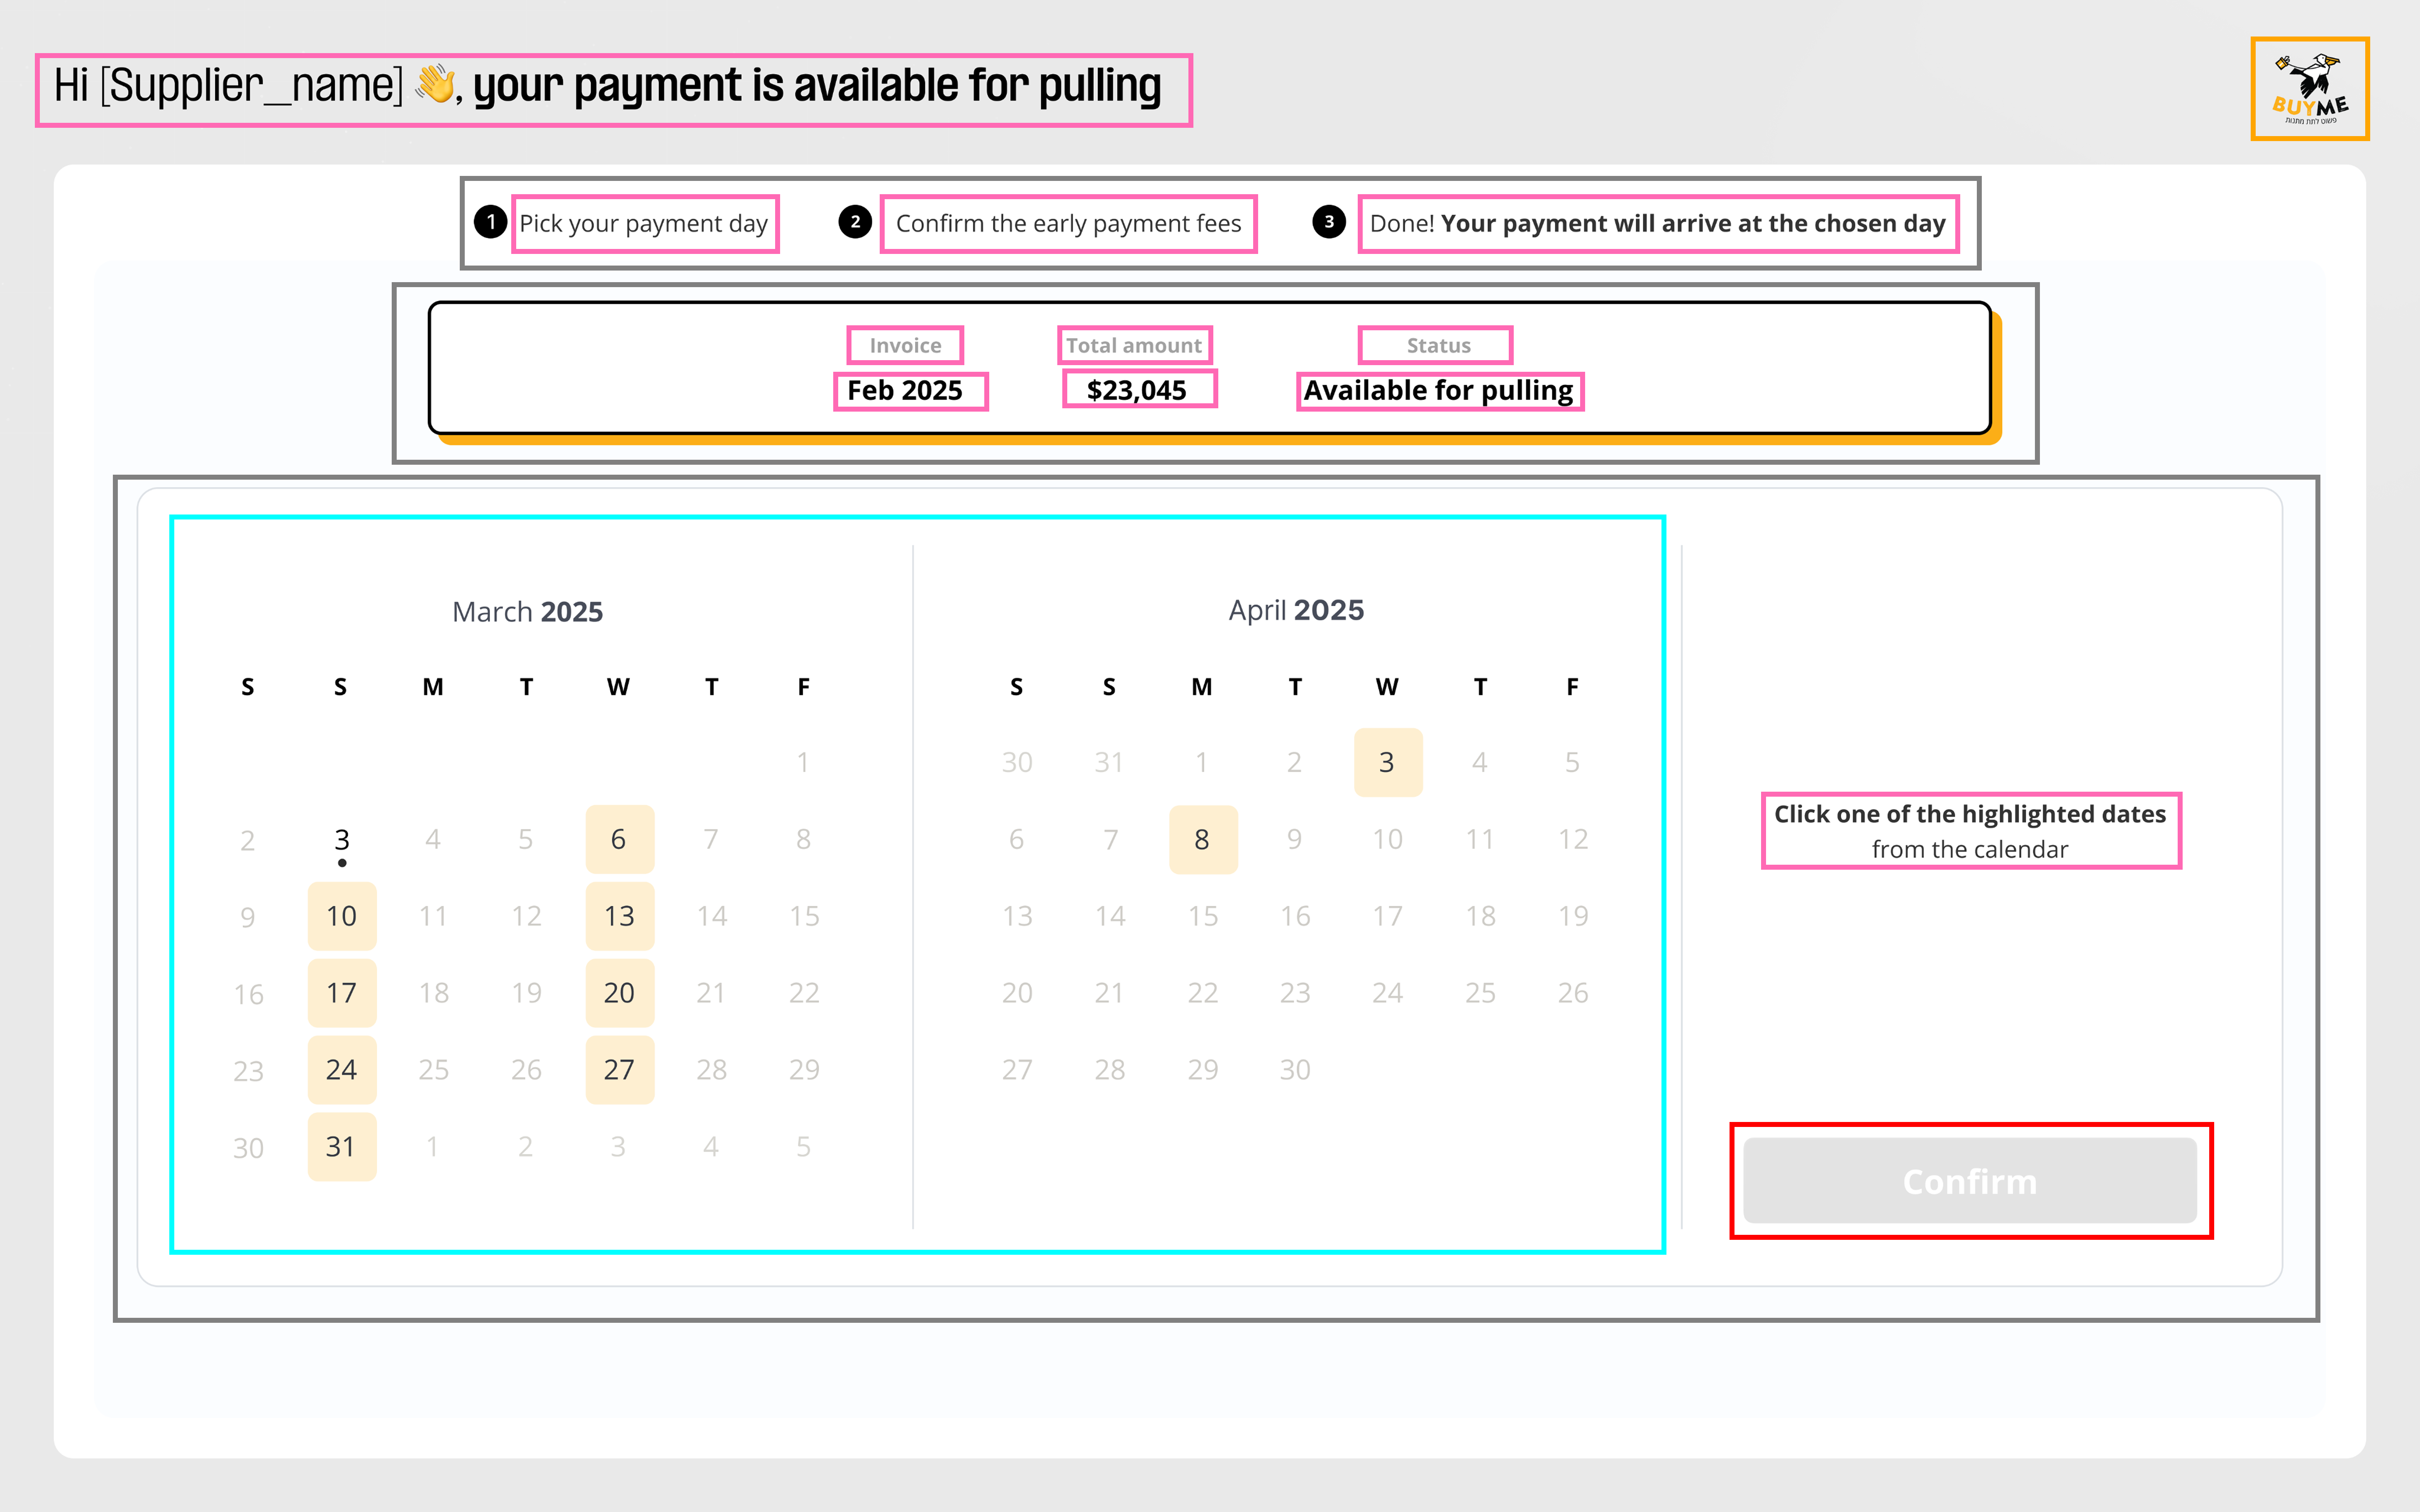 Hi [Supplier_name] 👋, your payment is available for pulling
BUYME
פשוט לתת מתנות
1 Pick your payment day
2 Confirm the early payment fees
3 Done! Your payment will arrive at the chosen day
Invoice Total amount Status
Feb 2025 $23,045 Available for pulling
March 2025
S S M T W T F
1
2 3 4 5 6 7 8
9 10 11 12 13 14 15
16 17 18 19 20 21 22
23 24 25 26 27 28 29
30 31 1 2 3 4 5
April 2025
S S M T W T F
30 31 1 2 3 4 5
6 7 8 9 10 11 12
13 14 15 16 17 18 19
20 21 22 23 24 25 26
27 28 29 30
Click one of the highlighted dates
from the calendar
Confirm